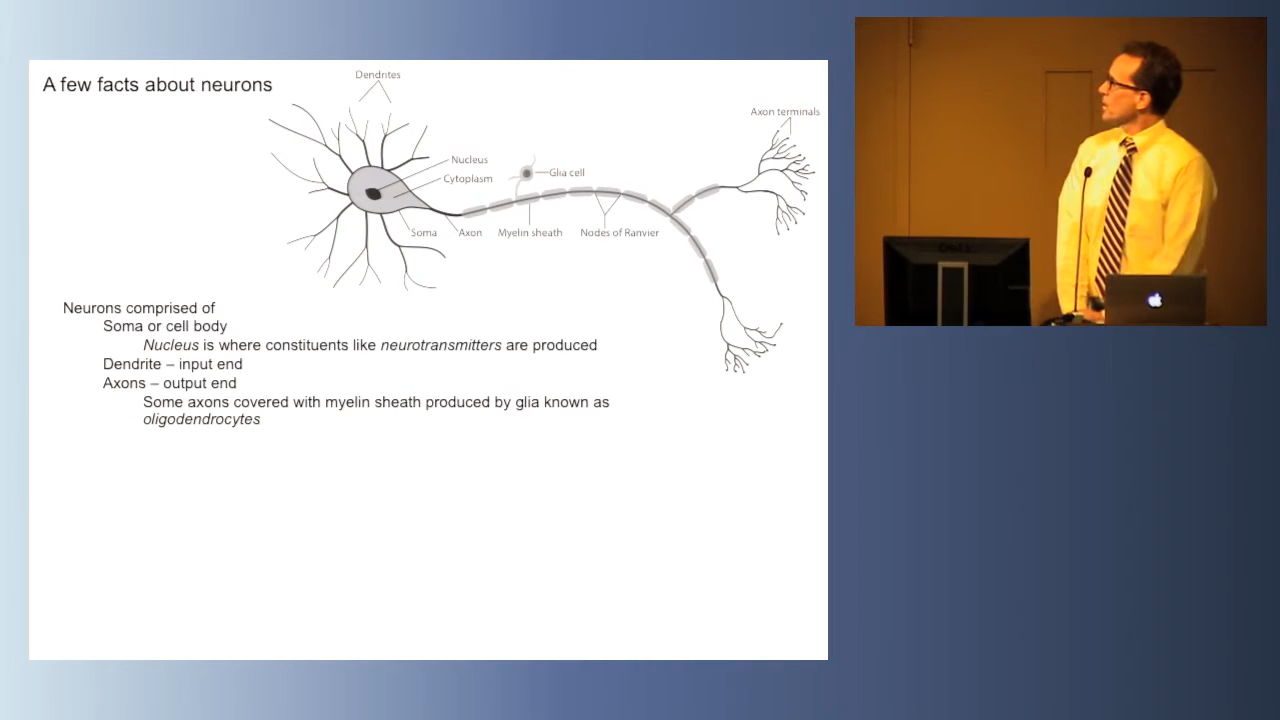 A few facts about neurons
Dendrites
Axon terminals
Nucleus
Glia cell
Cytoplasm
Soma
Axon
Myelin sheath
Nodes of Ranvier
Neurons comprised of
Soma or cell body
Nucleus is where constituents like neurotransmitters are produced
Dendrite – input end
Axons – output end
Some axons covered with myelin sheath produced by glia known as
oligodendrocytes
DELL